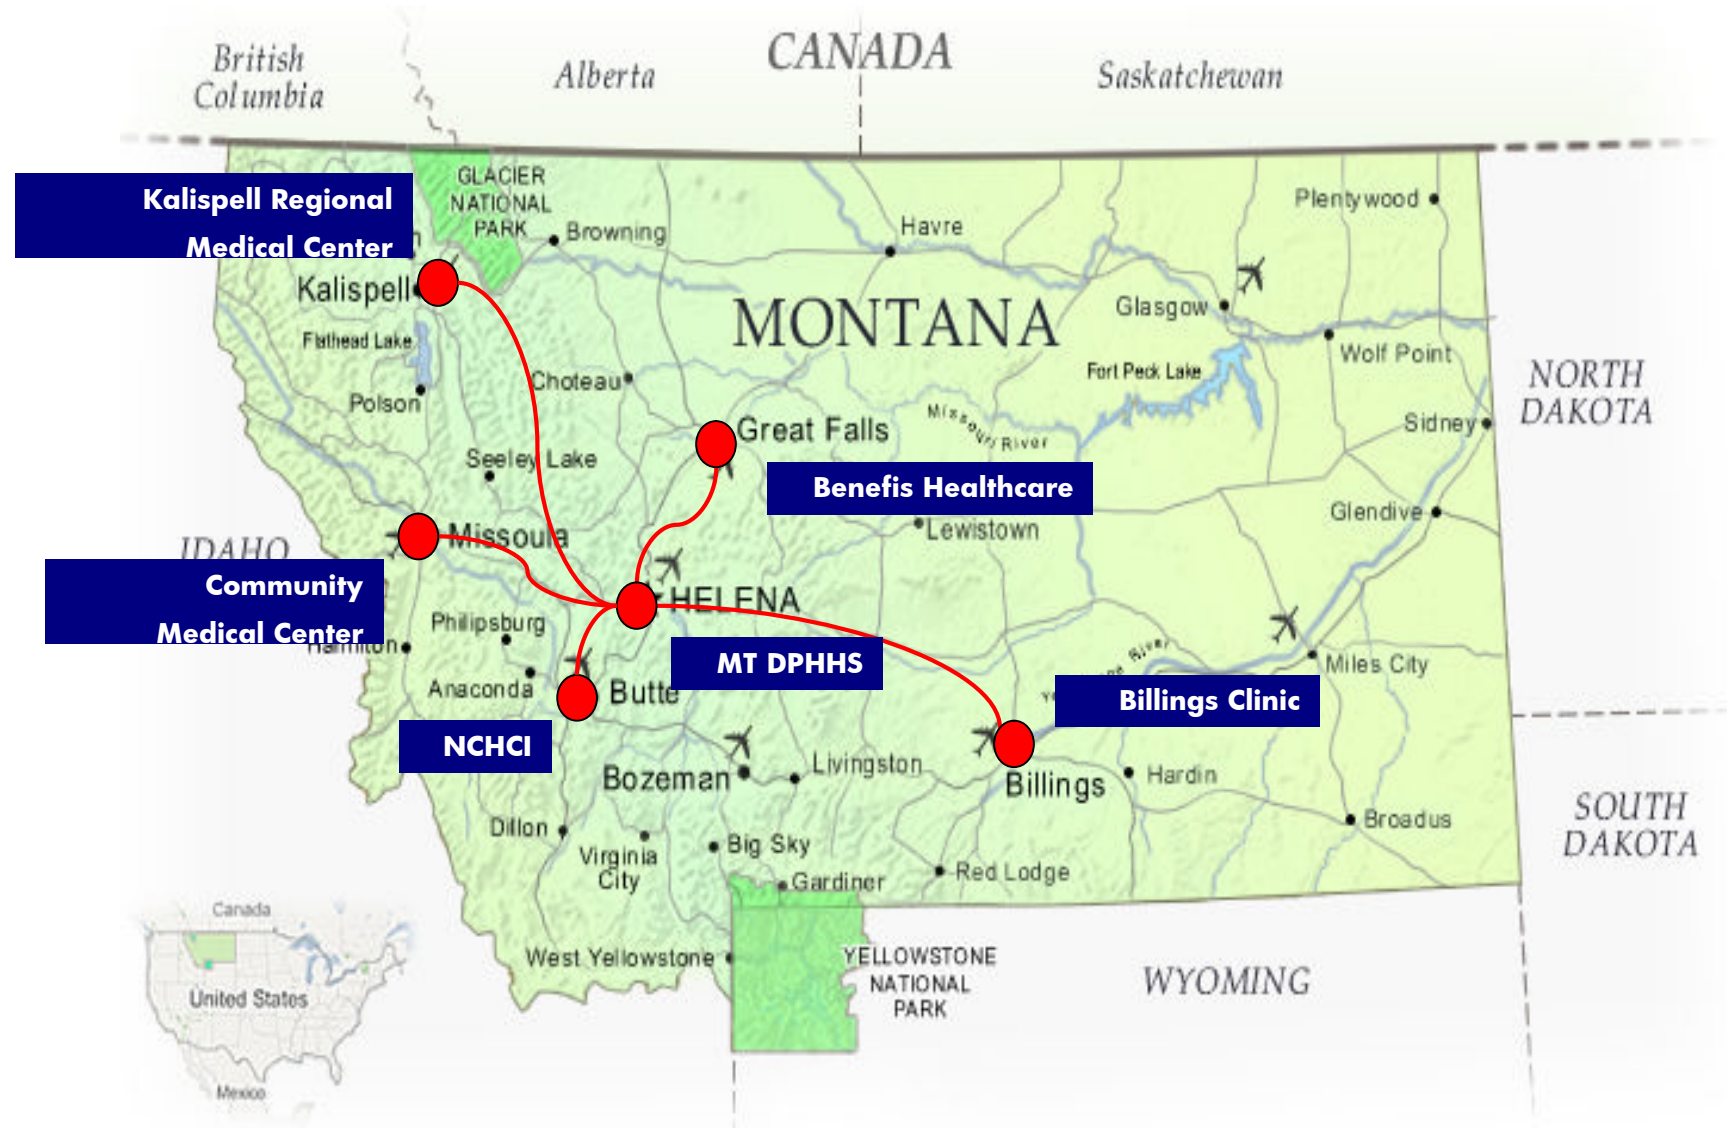 British
Columbia
Alberta
CANADA
Saskatchewan
Kalispell Regional
Medical Center
GLACIER
NATIONAL
PARK
Browning
Havre
Plentywood
Kalispell
MONTANA
Glasgow
Flathead Lake
Wolf Point
Fort Peck Lake
Choteau
Polson
NORTH
DAKOTA
Great Falls
Missouri River
Sidney
Seeley Lake
Benefis Healthcare
Glendive
Lewistown
Missoula
IDAHO
Community
Medical Center
HELENA
Philipsburg
Hamilton
MT DPHHS
River
Miles City
Anaconda
Butte
Billings Clinic
NCHCI
Bozeman
Livingston
Billings
Hardin
SOUTH
DAKOTA
Dillon
Virginia
City
Big Sky
Broadus
Gardiner
Red Lodge
West Yellowstone
YELLOWSTONE
NATIONAL
PARK
WYOMING
Canada
United States
Mexico